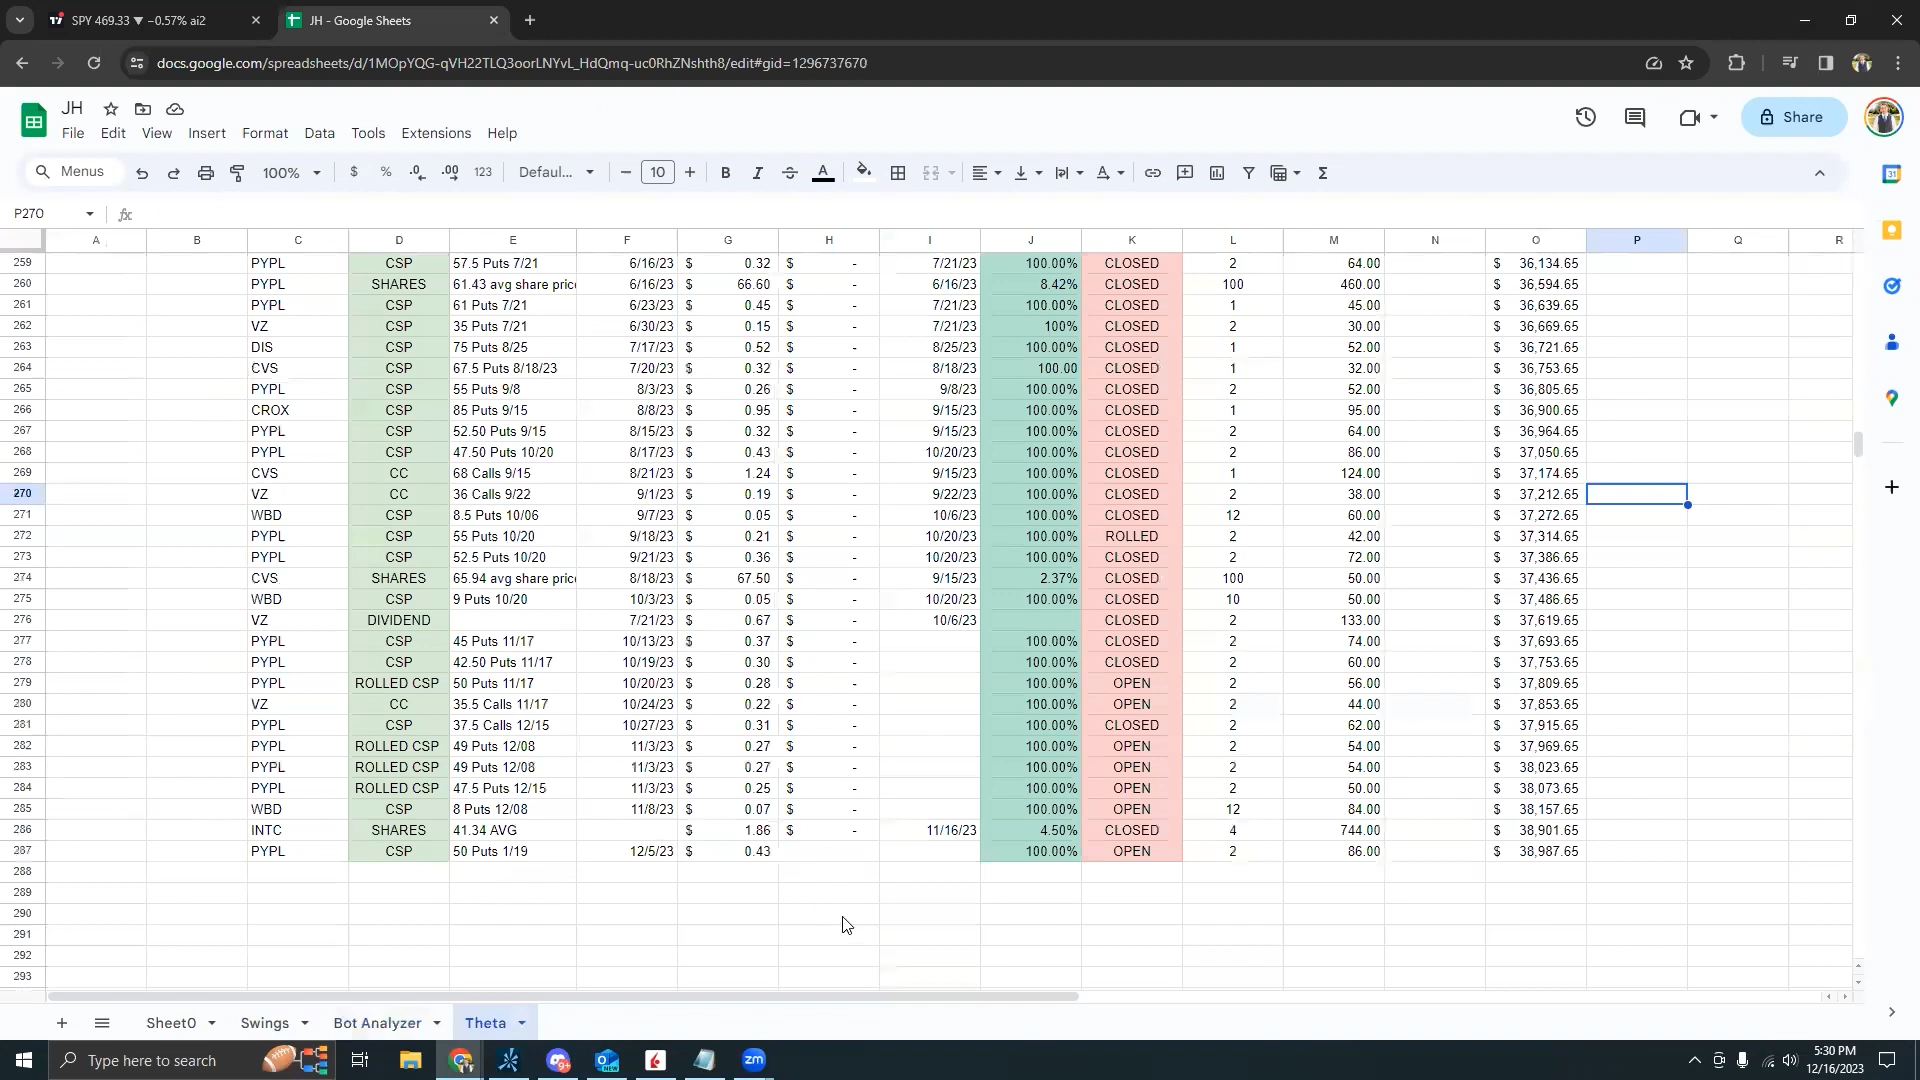 SPY 469.33 ▼ −0.57% ai2
JH - Google Sheets
docs.google.com/spreadsheets/d/1MOpYQG-qVH22TLQ3oorLNYvL_HdQmq-uc0RhZNshth8/edit#gid=1296737670
JH
File Edit View Insert Format Data Tools Extensions Help
Share
Menus 100% $ % .0 .00 123 Defaul... 10 B I A
P270 fx
A B C D E F G H I J K L M N O P Q R
259 PYPL CSP 57.5 Puts 7/21 6/16/23 $ 0.32 $ - 7/21/23 100.00% CLOSED 2 64.00 $ 36,134.65
260 PYPL SHARES 61.43 avg share price 6/16/23 $ 66.60 $ - 6/16/23 8.42% CLOSED 100 460.00 $ 36,594.65
261 PYPL CSP 61 Puts 7/21 6/23/23 $ 0.45 $ - 7/21/23 100.00% CLOSED 1 45.00 $ 36,639.65
262 VZ CSP 35 Puts 7/21 6/30/23 $ 0.15 $ - 7/21/23 100% CLOSED 2 30.00 $ 36,669.65
263 DIS CSP 75 Puts 8/25 7/17/23 $ 0.52 $ - 8/25/23 100.00% CLOSED 1 52.00 $ 36,721.65
264 CVS CSP 67.5 Puts 8/18/23 7/20/23 $ 0.32 $ - 8/18/23 100.00 CLOSED 1 32.00 $ 36,753.65
265 PYPL CSP 55 Puts 9/8 8/3/23 $ 0.26 $ - 9/8/23 100.00% CLOSED 2 52.00 $ 36,805.65
266 CROX CSP 85 Puts 9/15 8/8/23 $ 0.95 $ - 9/15/23 100.00% CLOSED 1 95.00 $ 36,900.65
267 PYPL CSP 52.50 Puts 9/15 8/15/23 $ 0.32 $ - 9/15/23 100.00% CLOSED 2 64.00 $ 36,964.65
268 PYPL CSP 47.50 Puts 10/20 8/17/23 $ 0.43 $ - 10/20/23 100.00% CLOSED 2 86.00 $ 37,050.65
269 CVS CC 68 Calls 9/15 8/21/23 $ 1.24 $ - 9/15/23 100.00% CLOSED 1 124.00 $ 37,174.65
270 VZ CC 36 Calls 9/22 9/1/23 $ 0.19 $ - 9/22/23 100.00% CLOSED 2 38.00 $ 37,212.65
271 WBD CSP 8.5 Puts 10/06 9/7/23 $ 0.05 $ - 10/6/23 100.00% CLOSED 12 60.00 $ 37,272.65
272 PYPL CSP 55 Puts 10/20 9/18/23 $ 0.21 $ - 10/20/23 100.00% ROLLED 2 42.00 $ 37,314.65
273 PYPL CSP 52.5 Puts 10/20 9/21/23 $ 0.36 $ - 10/20/23 100.00% CLOSED 2 72.00 $ 37,386.65
274 CVS SHARES 65.94 avg share price 8/18/23 $ 67.50 $ - 9/15/23 2.37% CLOSED 100 50.00 $ 37,436.65
275 WBD CSP 9 Puts 10/20 10/3/23 $ 0.05 $ - 10/20/23 100.00% CLOSED 10 50.00 $ 37,486.65
276 VZ DIVIDEND 7/21/23 $ 0.67 $ - 10/6/23 CLOSED 2 133.00 $ 37,619.65
277 PYPL CSP 45 Puts 11/17 10/13/23 $ 0.37 $ - 100.00% CLOSED 2 74.00 $ 37,693.65
278 PYPL CSP 42.50 Puts 11/17 10/19/23 $ 0.30 $ - 100.00% CLOSED 2 60.00 $ 37,753.65
279 PYPL ROLLED CSP 50 Puts 11/17 10/20/23 $ 0.28 $ - 100.00% OPEN 2 56.00 $ 37,809.65
280 VZ CC 35.5 Calls 11/17 10/24/23 $ 0.22 $ - 100.00% OPEN 2 44.00 $ 37,853.65
281 PYPL CSP 37.5 Calls 12/15 10/27/23 $ 0.31 $ - 100.00% CLOSED 2 62.00 $ 37,915.65
282 PYPL ROLLED CSP 49 Puts 12/08 11/3/23 $ 0.27 $ - 100.00% OPEN 2 54.00 $ 37,969.65
283 PYPL ROLLED CSP 49 Puts 12/08 11/3/23 $ 0.27 $ - 100.00% OPEN 2 54.00 $ 38,023.65
284 PYPL ROLLED CSP 47.5 Puts 12/15 11/3/23 $ 0.25 $ - 100.00% OPEN 2 50.00 $ 38,073.65
285 WBD CSP 8 Puts 12/08 11/8/23 $ 0.07 $ - 100.00% OPEN 12 84.00 $ 38,157.65
286 INTC SHARES 41.34 AVG $ 1.86 $ - 11/16/23 4.50% CLOSED 4 744.00 $ 38,901.65
287 PYPL CSP 50 Puts 1/19 12/5/23 $ 0.43 100.00% OPEN 2 86.00 $ 38,987.65
288
289
290
291
292
293
Sheet0 Swings Bot Analyzer Theta
Type here to search
zm
5:30 PM
12/16/2023